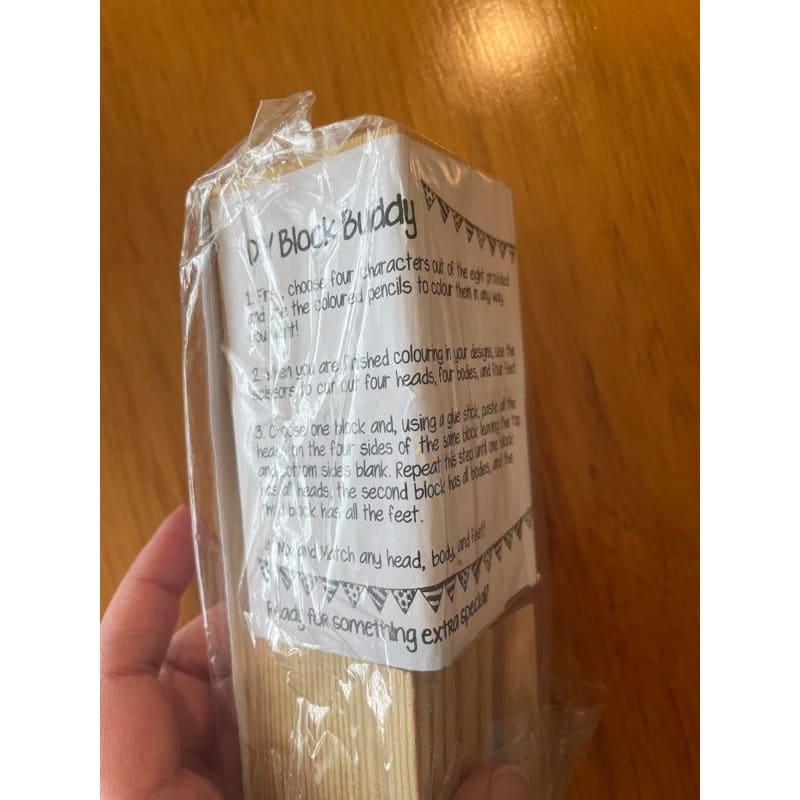 DIY Block Buddy
1. First, choose four characters out of the eight provided
and use the coloured pencils to colour them in any way
you want!
2. When you are finished colouring in your designs, use the
scissors to cut out four heads, four bodies, and four feet
3. Choose one block and, using a glue stick, paste all the
heads on the four sides of the same block leaving the top
and bottom sides blank. Repeat this step until one block
has all heads, the second block has all bodies, and the
third block has all the feet.
4. Mix and Match any head, body, and feet!
Ready for something extra special?